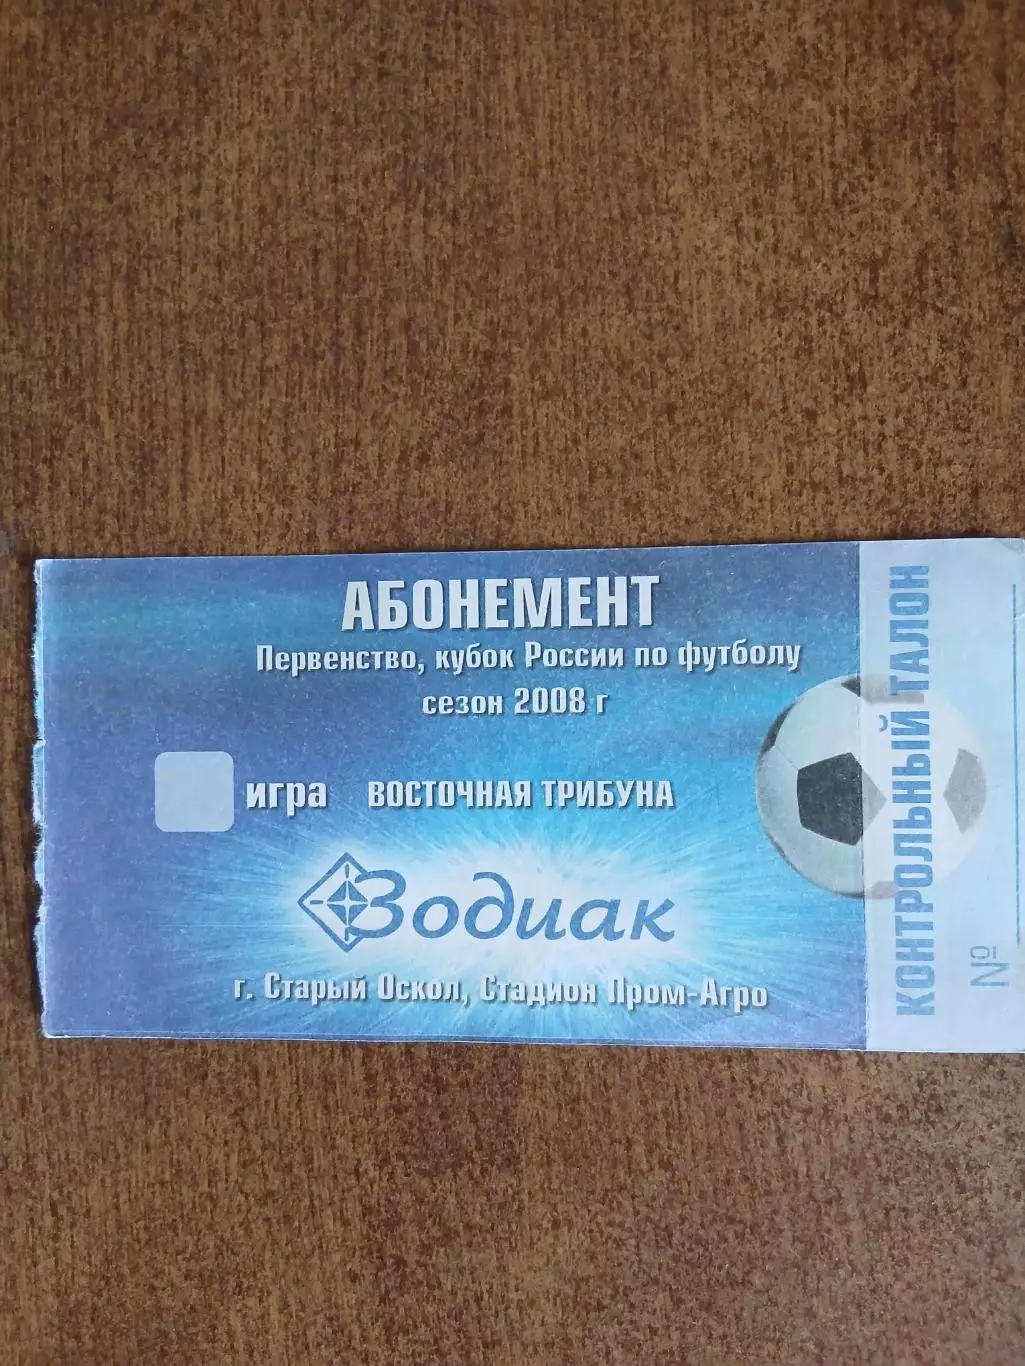 АБОНЕМЕНТ
Первенство, кубок России по футболу
сезон 2008 г
игра ВОСТОЧНАЯ ТРИБУНА
Зодиак
г. Старый Оскол, Стадион Пром-Агро
КОНТРОЛЬНЫЙ ТАЛОН
№